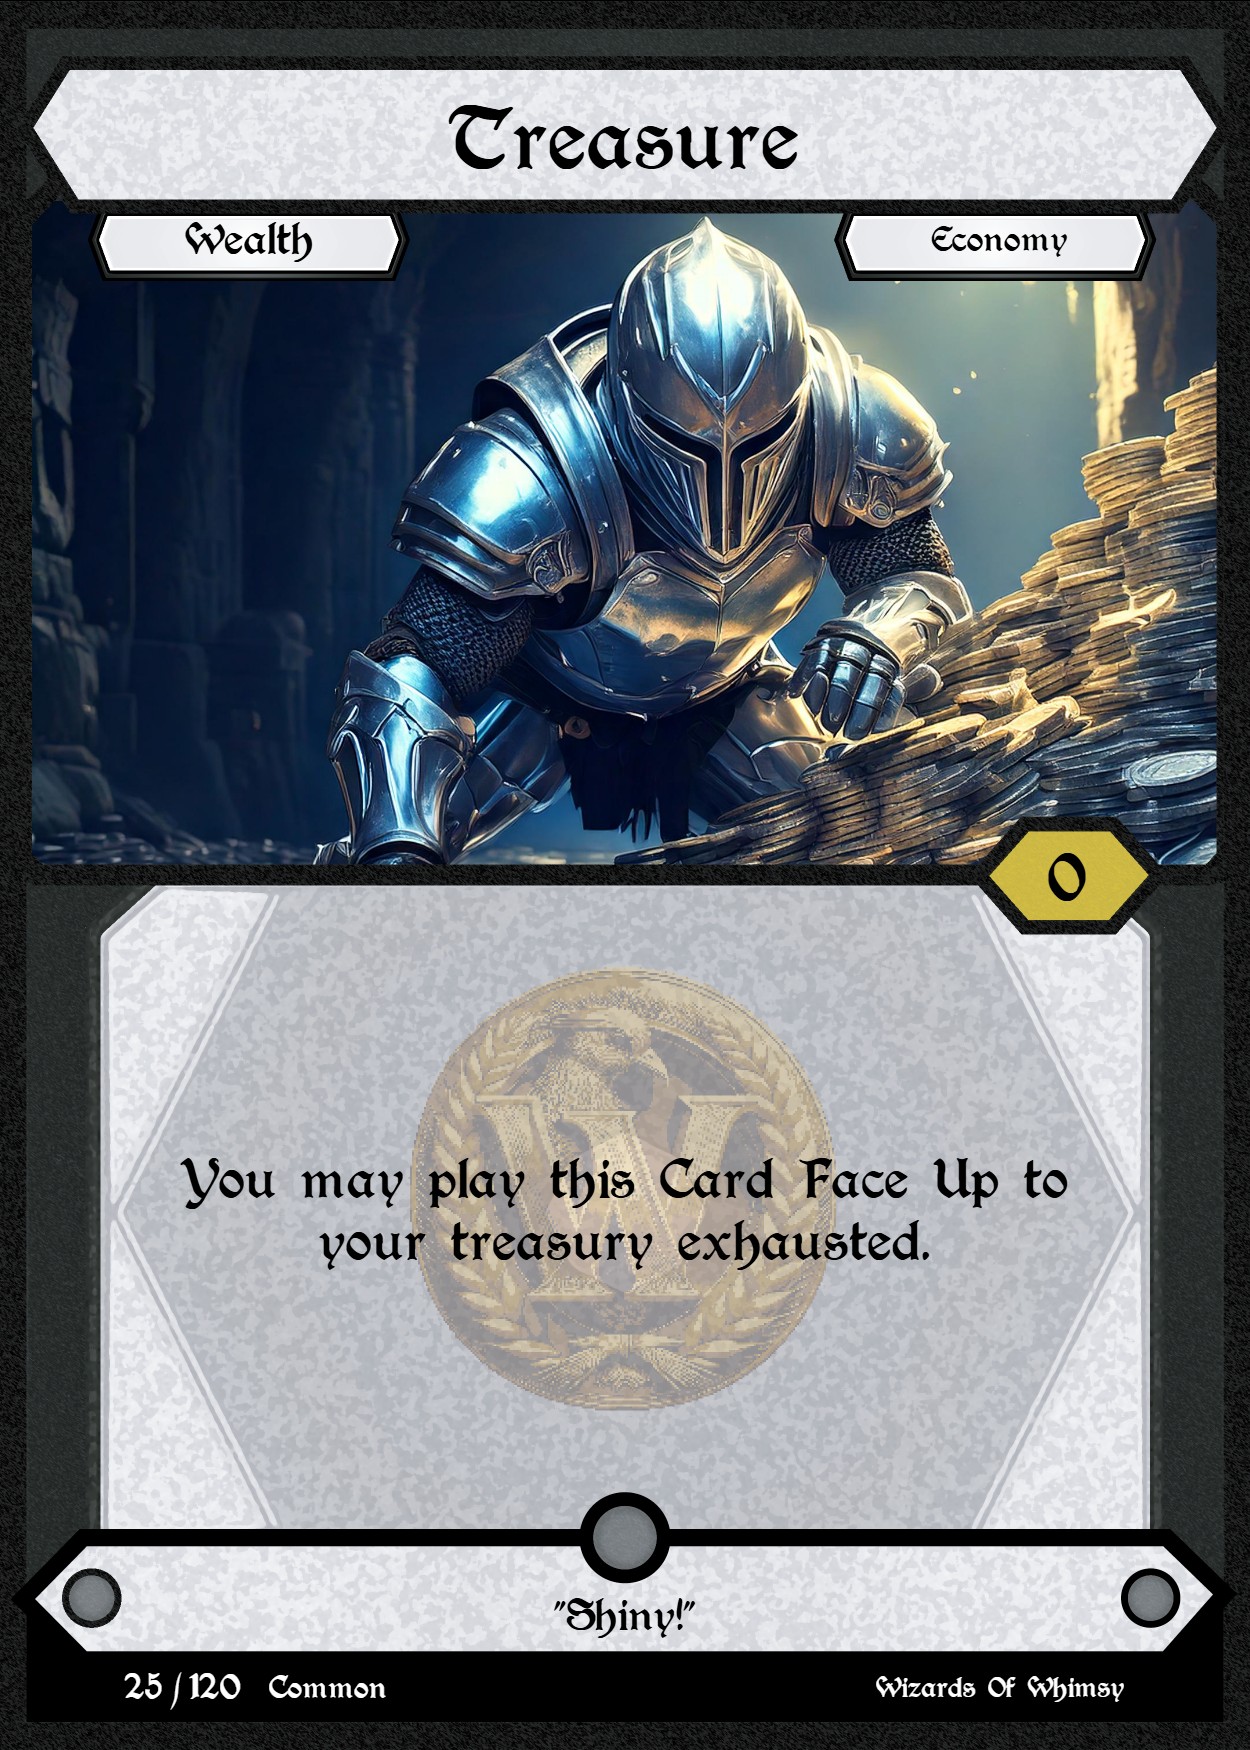 Treasure
Wealth
Economy
0
W
You may play this Card Face Up to
your treasury exhausted.
"Shiny!"
25/120 Common
Wizards Of Whimsy